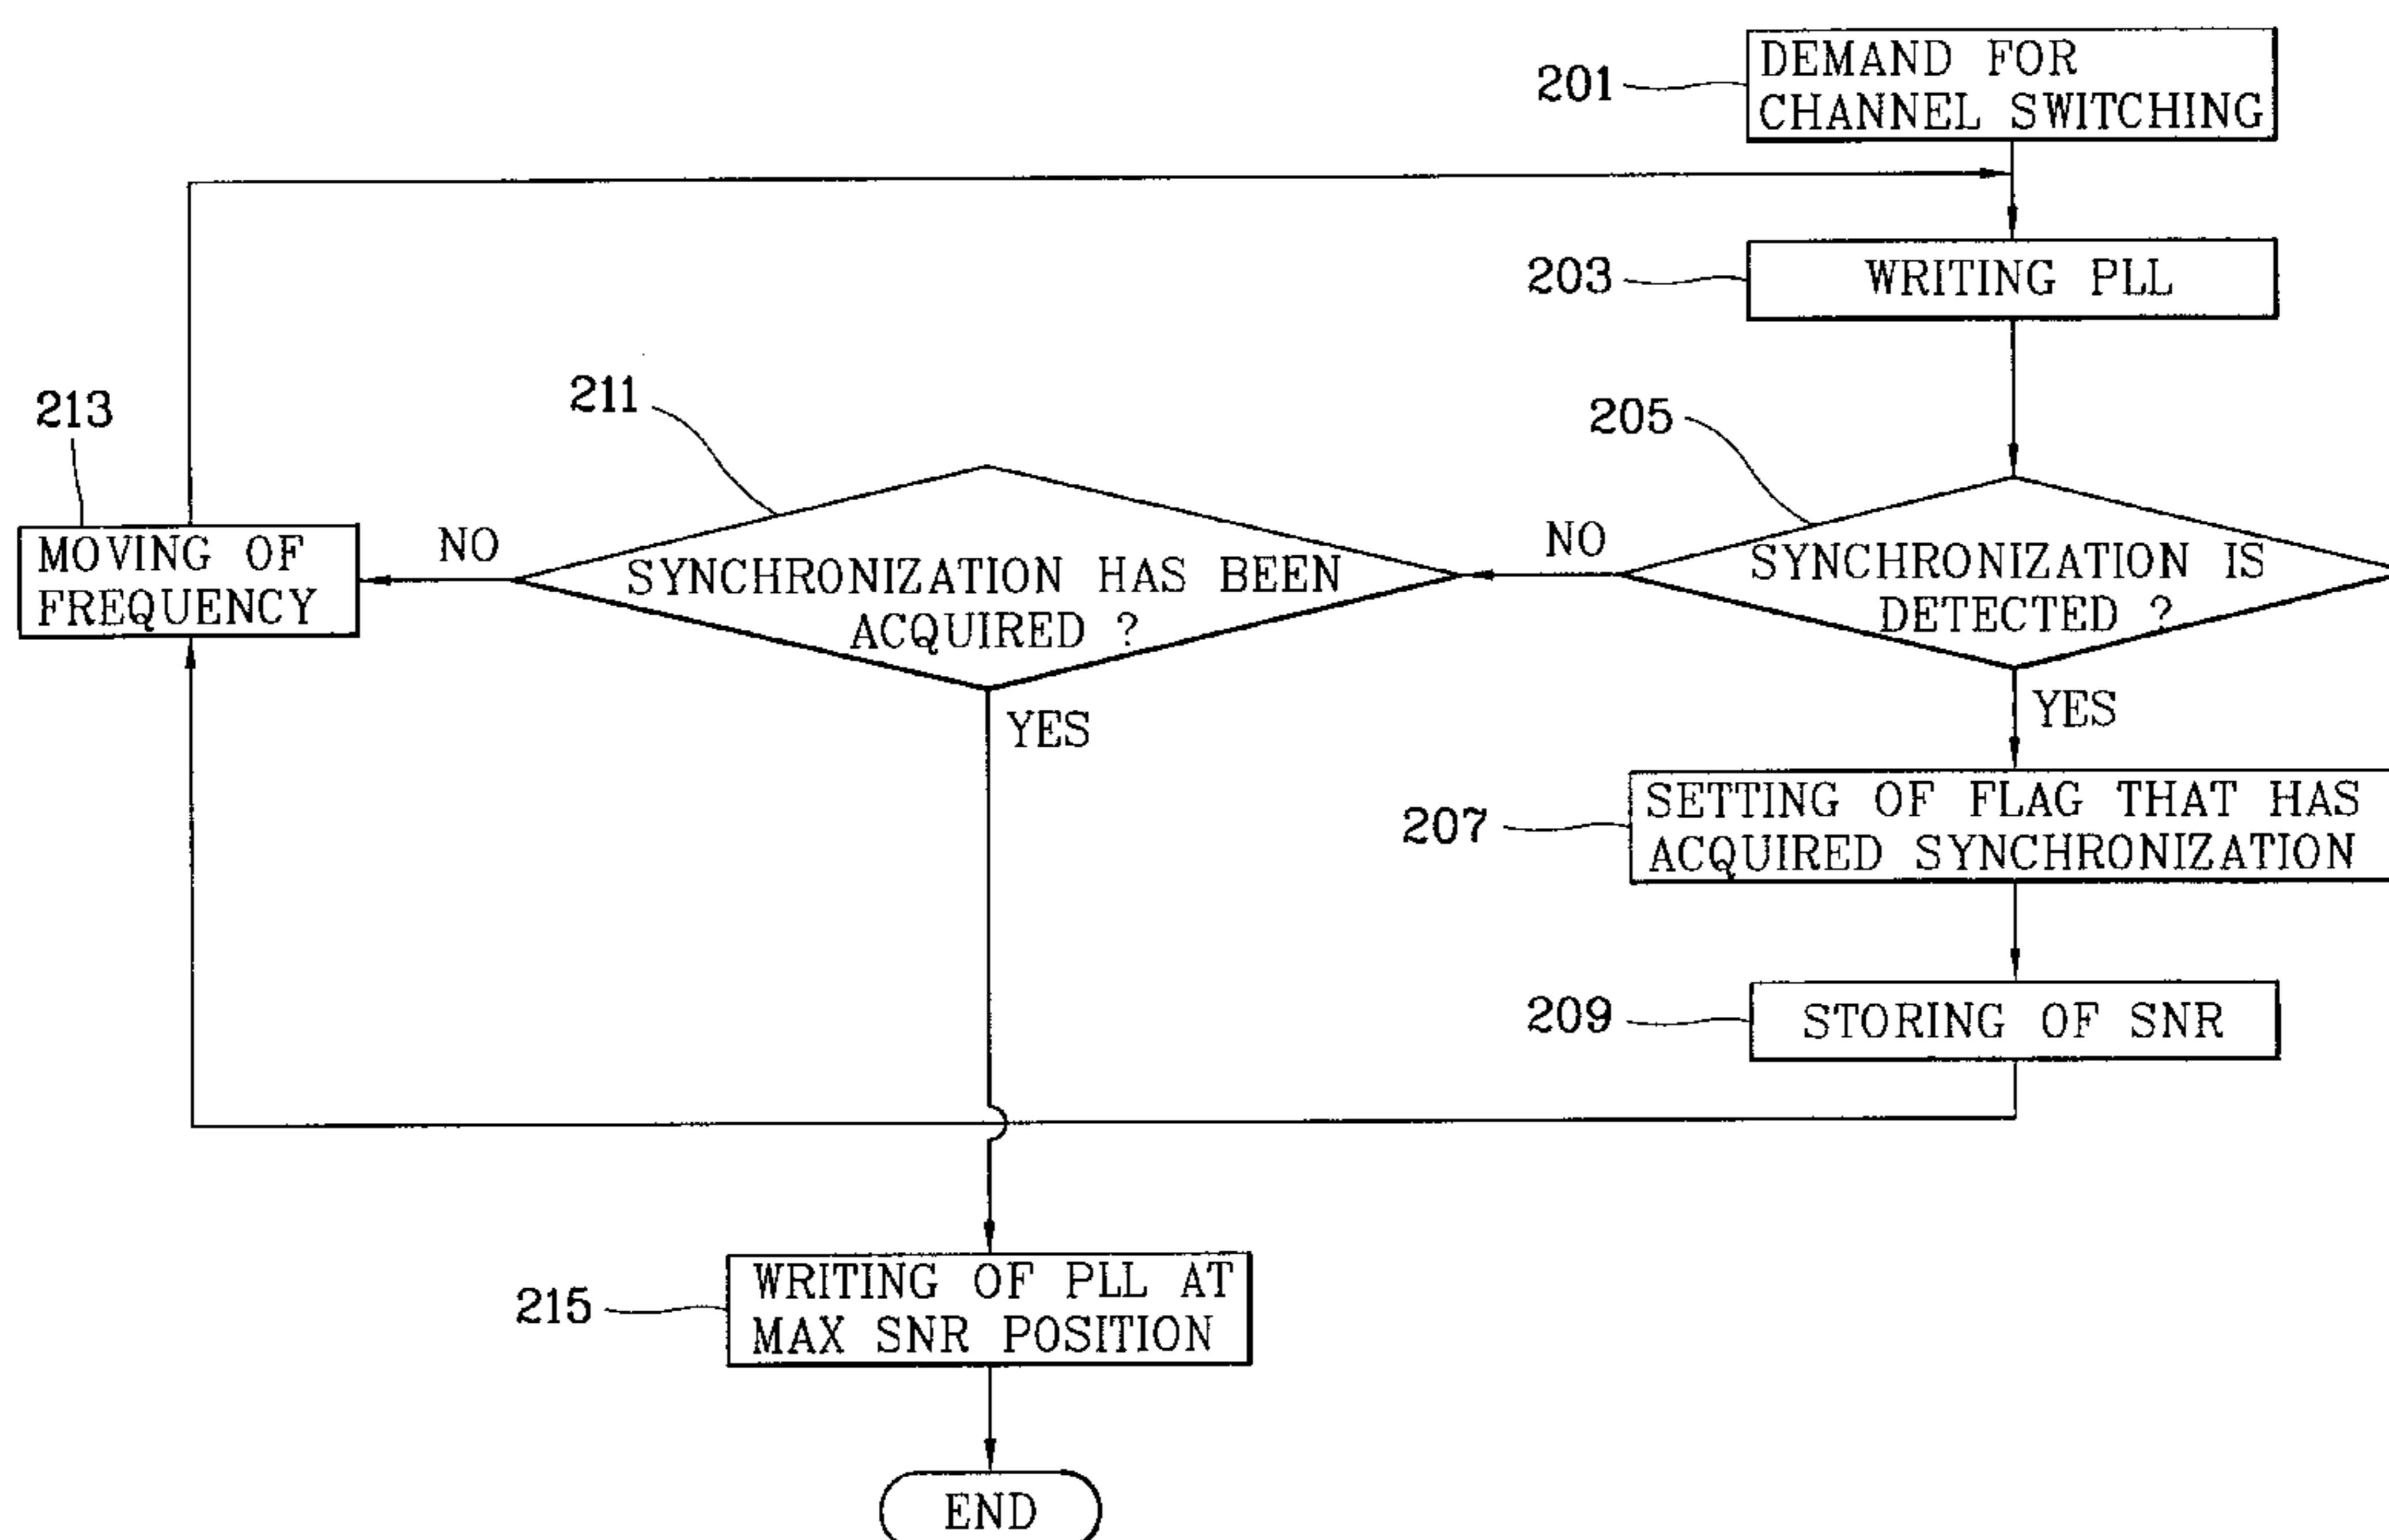 201
DEMAND FOR
CHANNEL SWITCHING
203
WRITING PLL
205
SYNCHRONIZATION IS
DETECTED ?
NO
YES
211
SYNCHRONIZATION HAS BEEN
ACQUIRED ?
NO
YES
213
MOVING OF
FREQUENCY
207
SETTING OF FLAG THAT HAS
ACQUIRED SYNCHRONIZATION
209
STORING OF SNR
215
WRITING OF PLL AT
MAX SNR POSITION
END